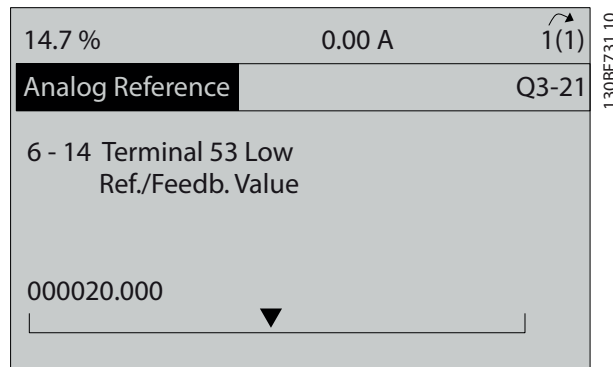 14.7 % 0.00 A 1(1)
Analog Reference Q3-21
6 - 14 Terminal 53 Low
Ref./Feedb. Value
000020.000
130BF731.10